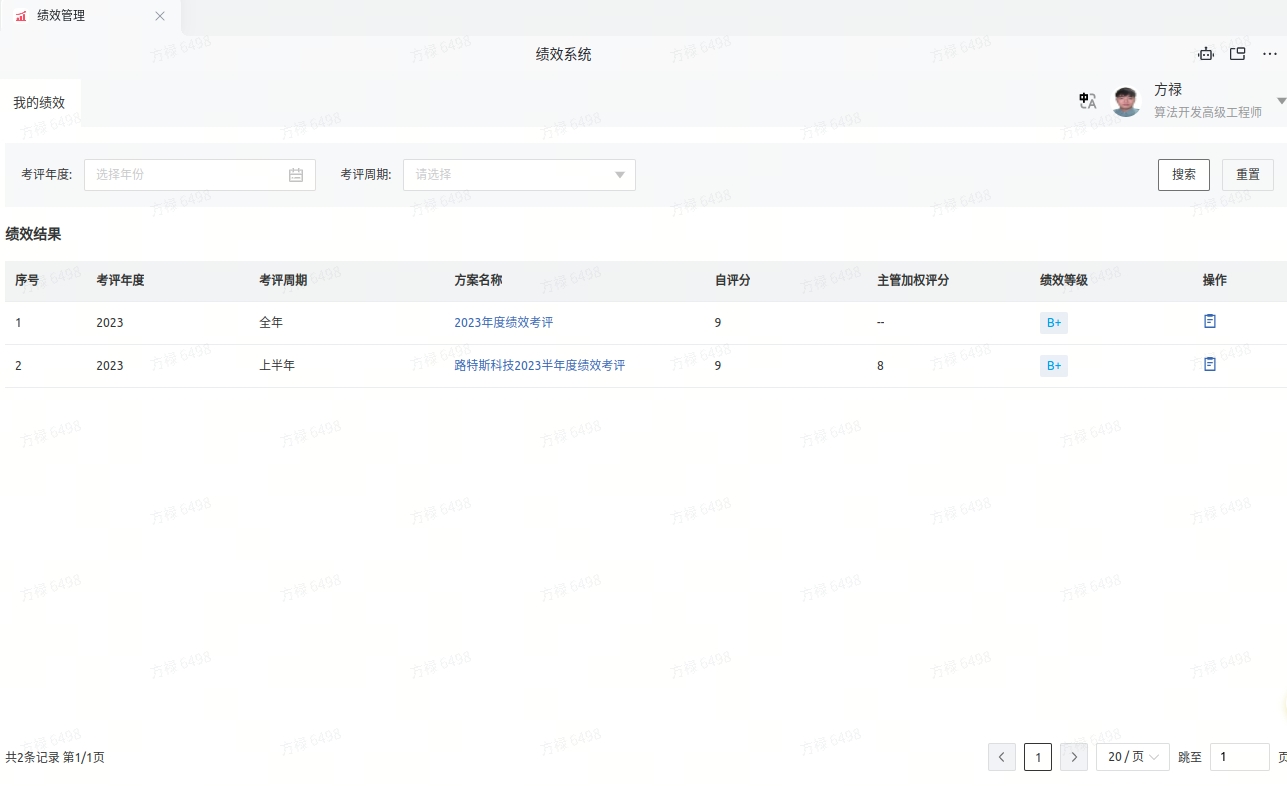 绩效管理
绩效系统
我的绩效
中A
方禄
算法开发高级工程师
考评年度: 选择年份 考评周期: 请选择 搜索 重置
绩效结果
序号 考评年度 考评周期 方案名称 自评分 主管加权评分 绩效等级 操作
1 2023 全年 2023年度绩效考评 9 -- B+
2 2023 上半年 路特斯科技2023半年度绩效考评 9 8 B+
共2条记录 第1/1页 1 20 / 页 跳至 1 页
方禄 6498